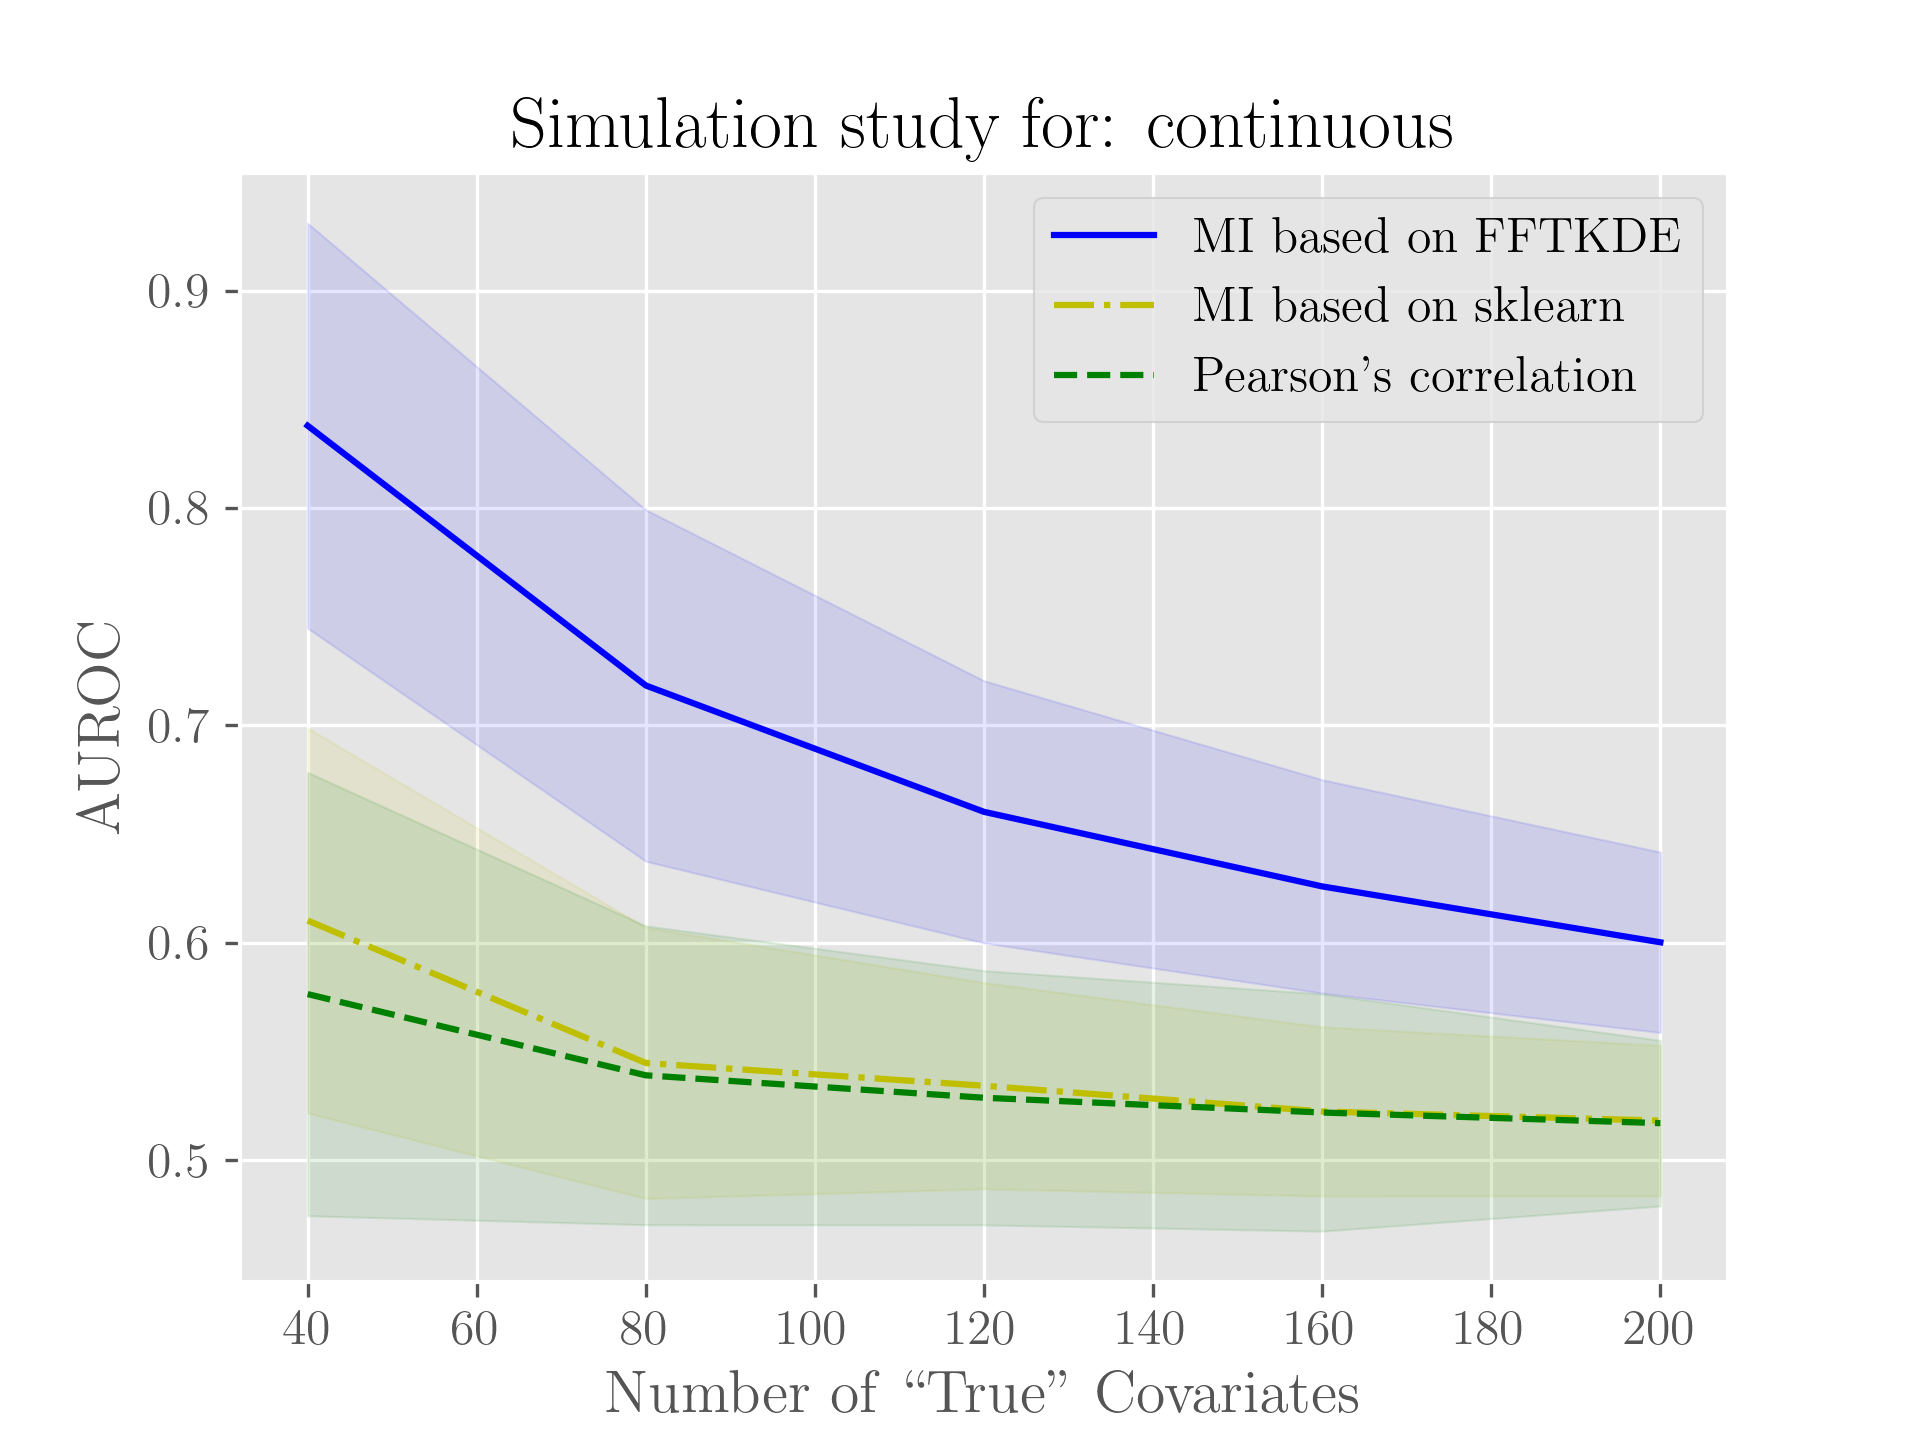 Simulation study for: continuous
MI based on FFTKDE
MI based on sklearn
Pearson's correlation
AUROC
0.9
0.8
0.7
0.6
0.5
40 60 80 100 120 140 160 180 200
Number of “True” Covariates